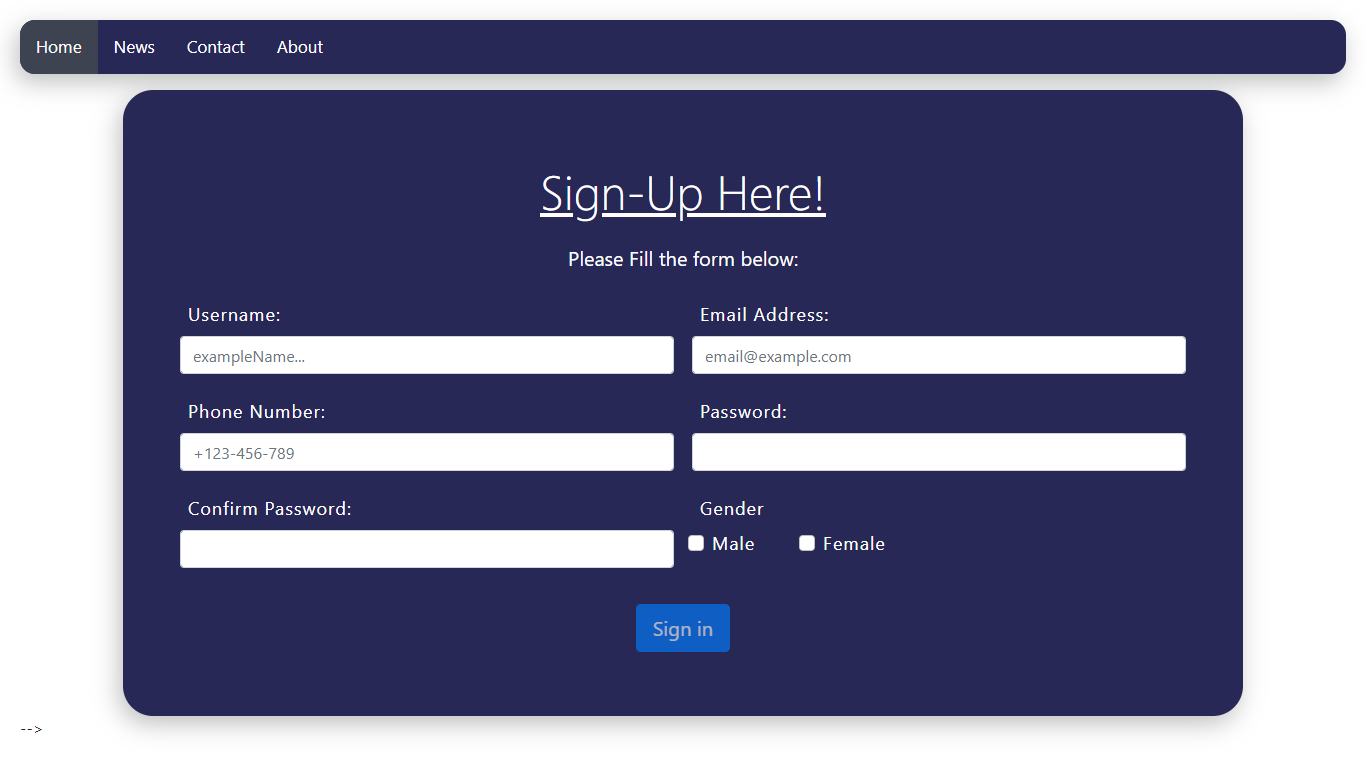 Home News Contact About
Sign-Up Here!
Please Fill the form below:
Username: Email Address:
exampleName... email@example.com
Phone Number: Password:
+123-456-789
Confirm Password: Gender
Male Female
Sign in
-->